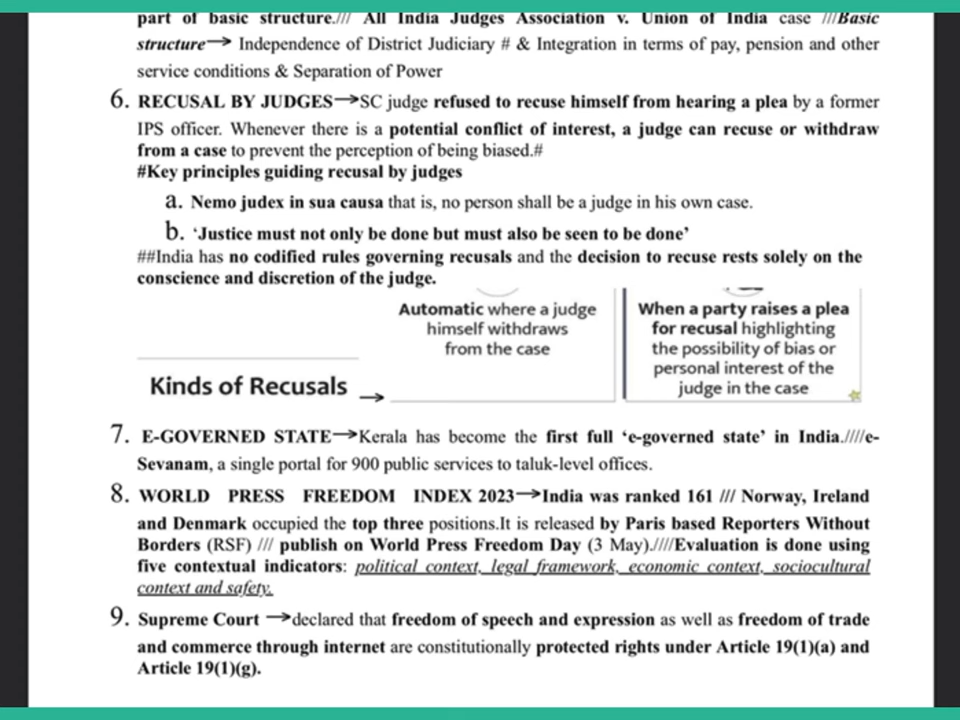 part of basic structure./// All India Judges Association v. Union of India case ///Basic
structure→ Independence of District Judiciary # & Integration in terms of pay, pension and other
service conditions & Separation of Power
6. RECUSAL BY JUDGES→SC judge refused to recuse himself from hearing a plea by a former
IPS officer. Whenever there is a potential conflict of interest, a judge can recuse or withdraw
from a case to prevent the perception of being biased.#
#Key principles guiding recusal by judges
a. Nemo judex in sua causa that is, no person shall be a judge in his own case.
b. ‘Justice must not only be done but must also be seen to be done’
##India has no codified rules governing recusals and the decision to recuse rests solely on the
conscience and discretion of the judge.
Kinds of Recusals →
Automatic where a judge
himself withdraws
from the case
When a party raises a plea
for recusal highlighting
the possibility of bias or
personal interest of the
judge in the case
7. E-GOVERNED STATE→Kerala has become the first full ‘e-governed state’ in India.////e-
Sevanam, a single portal for 900 public services to taluk-level offices.
8. WORLD PRESS FREEDOM INDEX 2023→India was ranked 161 /// Norway, Ireland
and Denmark occupied the top three positions.It is released by Paris based Reporters Without
Borders (RSF) /// publish on World Press Freedom Day (3 May).////Evaluation is done using
five contextual indicators: political context, legal framework, economic context, sociocultural
context and safety.
9. Supreme Court →declared that freedom of speech and expression as well as freedom of trade
and commerce through internet are constitutionally protected rights under Article 19(1)(a) and
Article 19(1)(g).